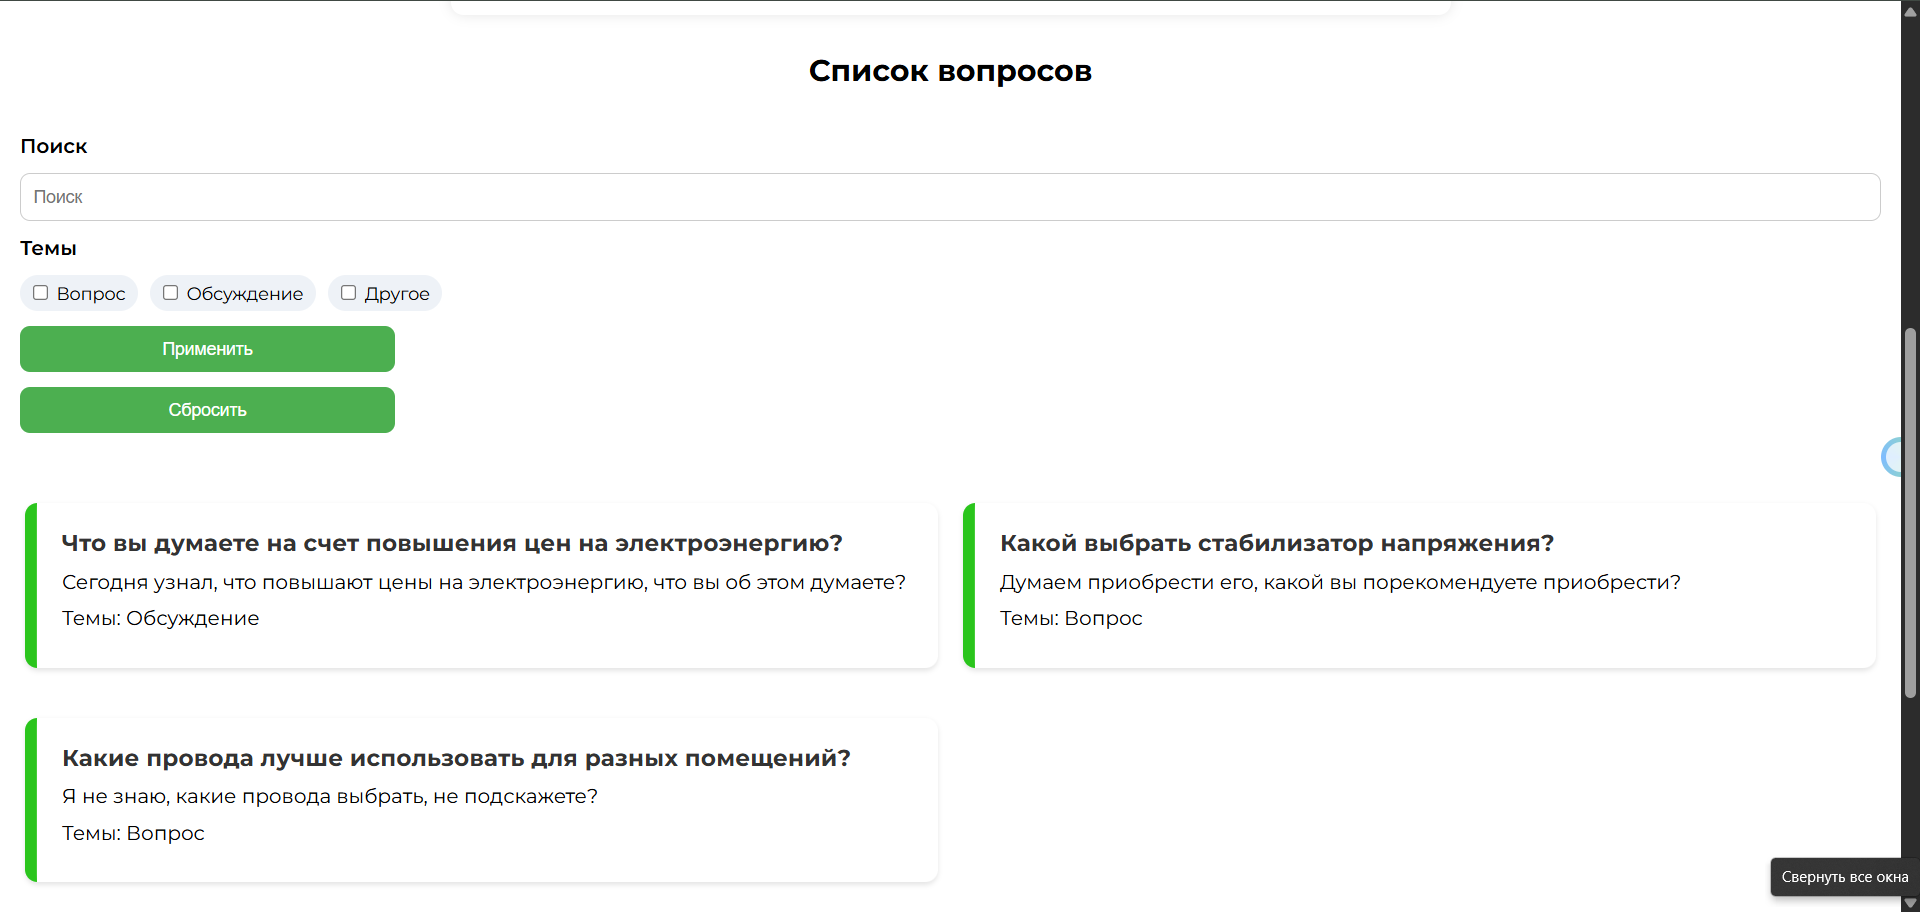 Список вопросов
Поиск
Поиск
Темы
Вопрос Обсуждение Другое
Применить
Сбросить
Что вы думаете на счет повышения цен на электроэнергию?
Сегодня узнал, что повышают цены на электроэнергию, что вы об этом думаете?
Темы: Обсуждение
Какой выбрать стабилизатор напряжения?
Думаем приобрести его, какой вы порекомендуете приобрести?
Темы: Вопрос
Какие провода лучше использовать для разных помещений?
Я не знаю, какие провода выбрать, не подскажете?
Темы: Вопрос
Свернуть все окна